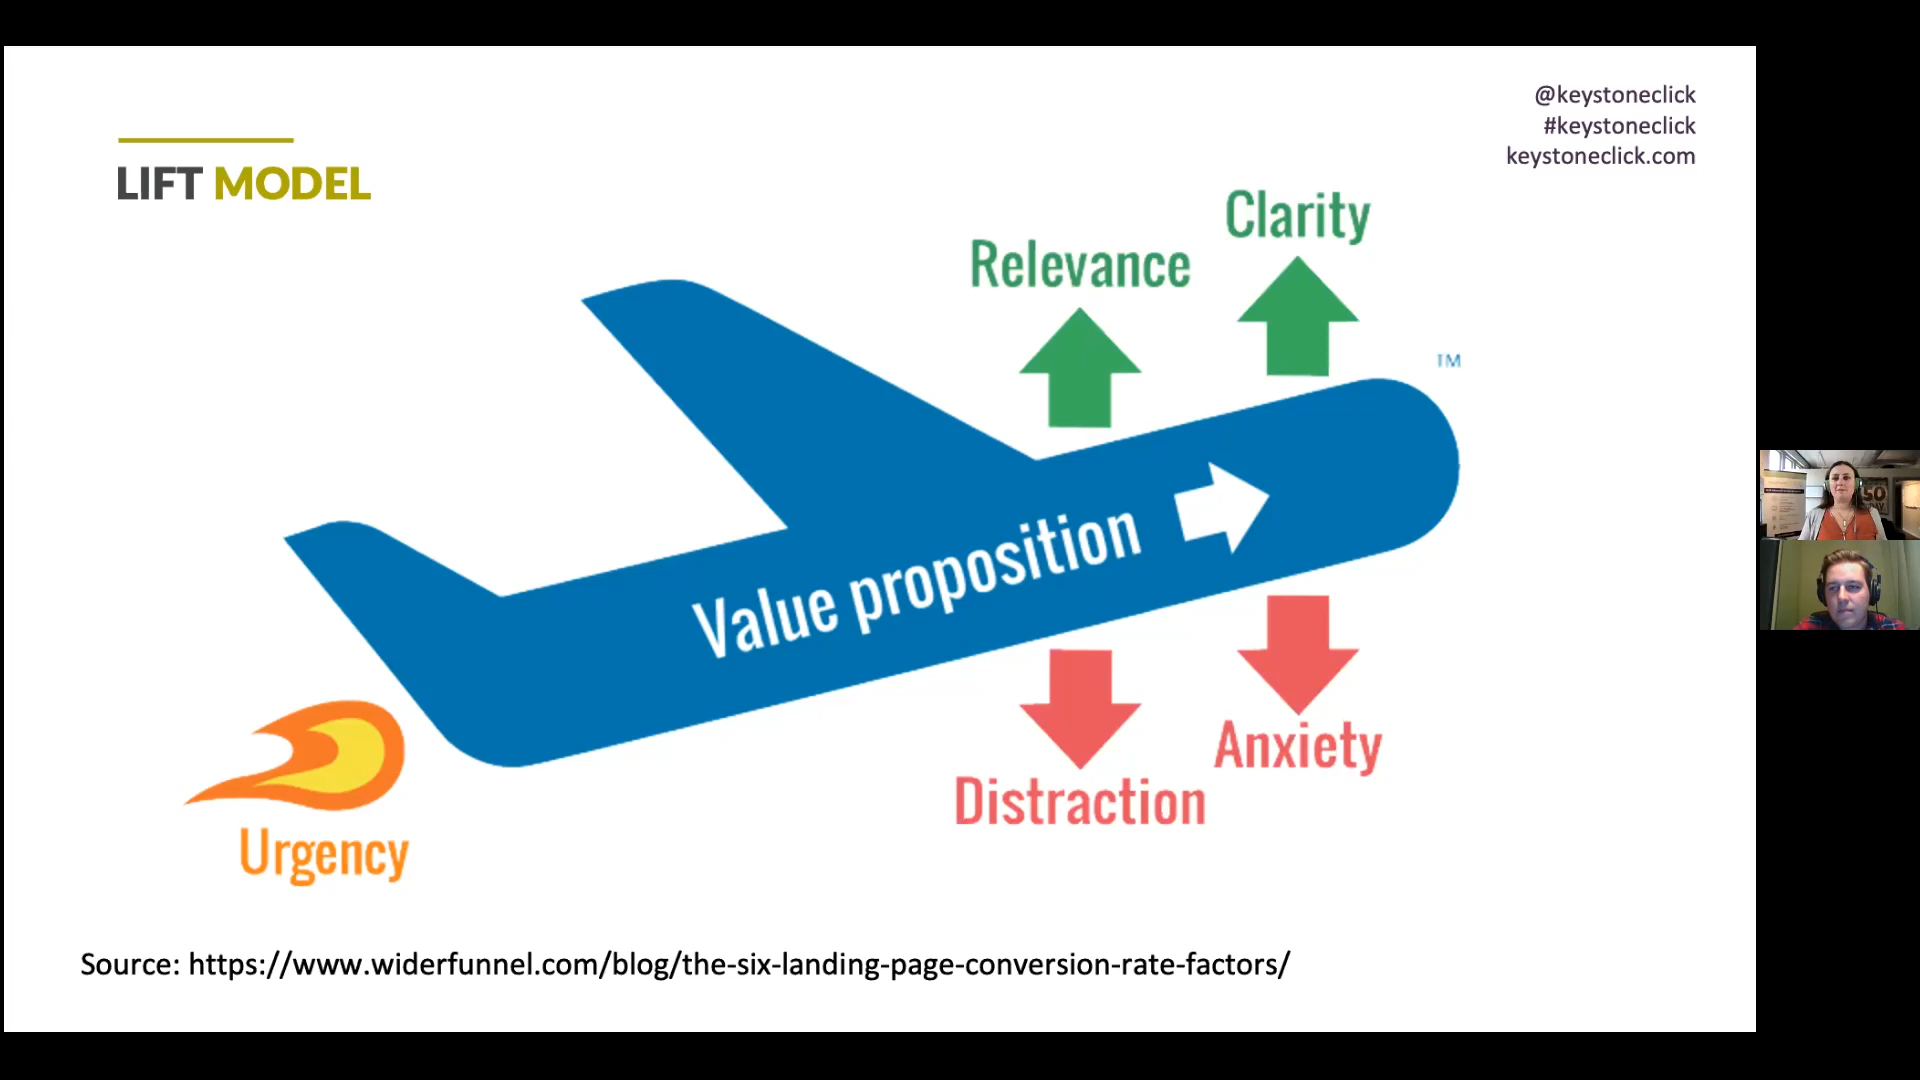 @keystoneclick
#keystoneclick
keystoneclick.com
LIFT MODEL
Clarity
Relevance
TM
Value proposition
Anxiety
Distraction
Urgency
Source: https://www.widerfunnel.com/blog/the-six-landing-page-conversion-rate-factors/
50